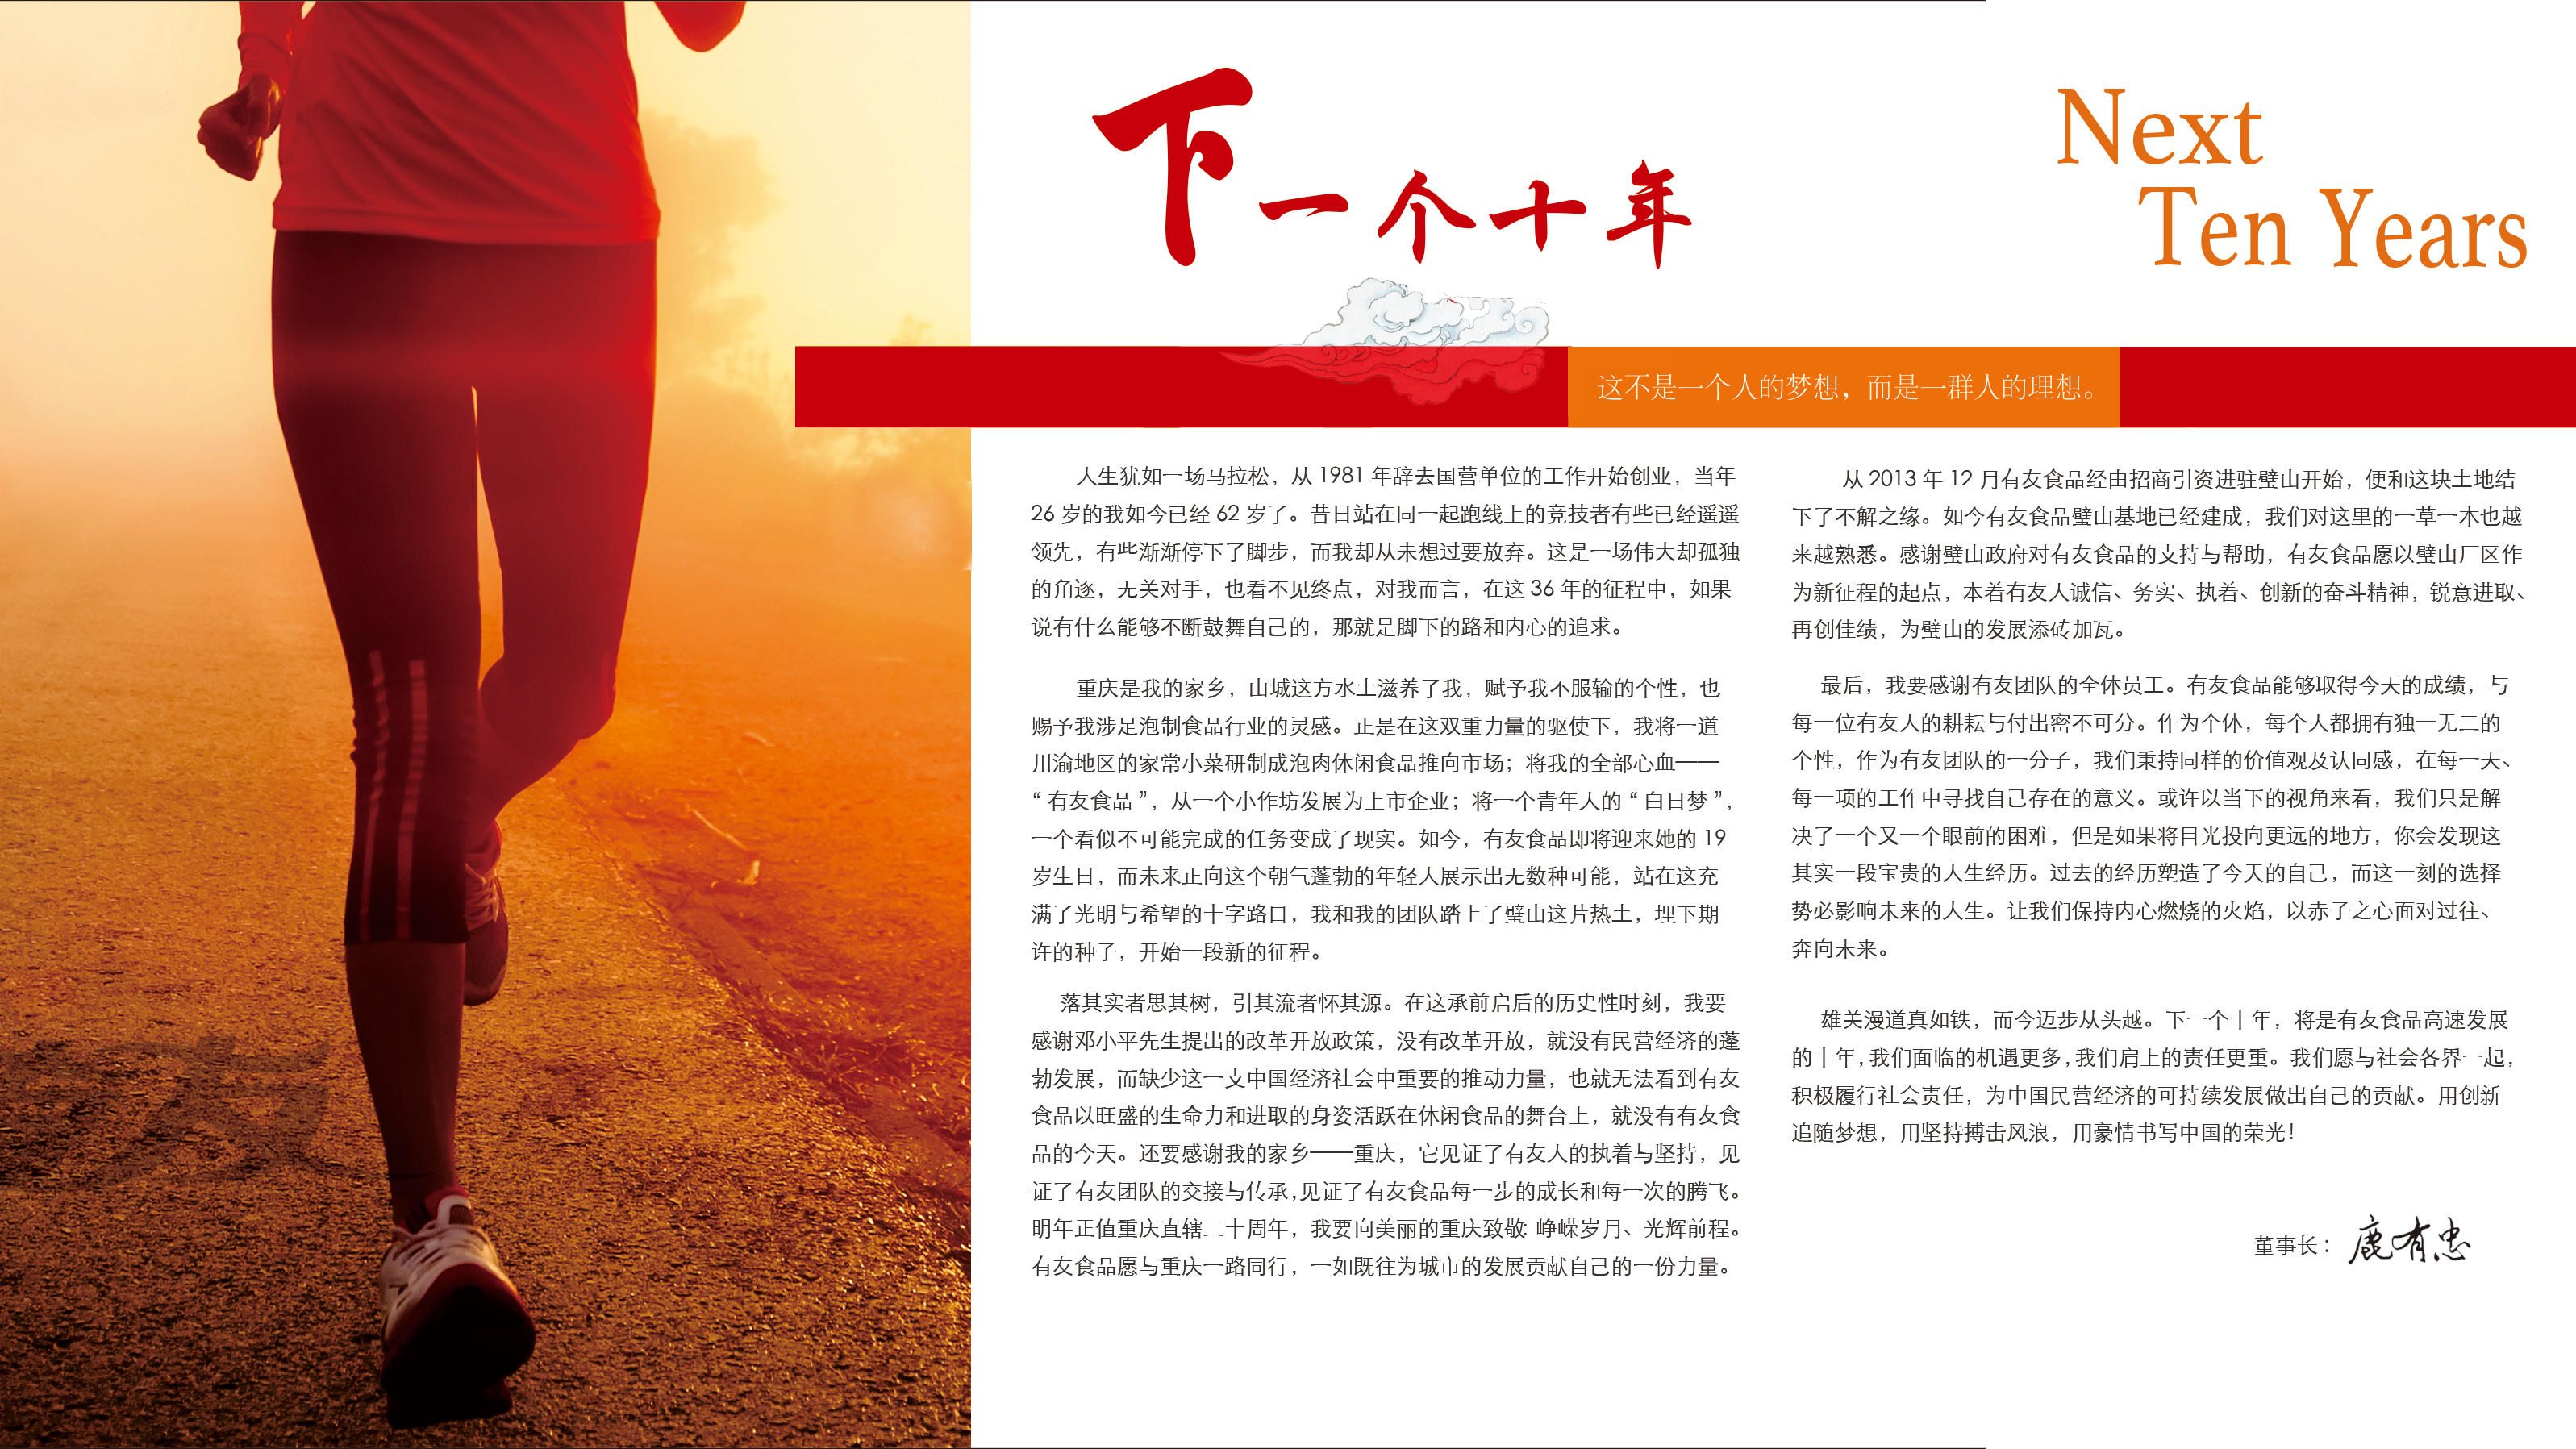 下一个十年
Next
Ten Years
这不是一个人的梦想，而是一群人的理想。
人生犹如一场马拉松，从 1981 年辞去国营单位的工作开始创业，当年
26 岁的我如今已经 62 岁了。昔日站在同一起跑线上的竞技者有些已经遥遥
领先，有些渐渐停下了脚步，而我却从未想过要放弃。这是一场伟大却孤独
的角逐，无关对手，也看不见终点，对我而言，在这 36 年的征程中，如果
说有什么能够不断鼓舞自己的，那就是脚下的路和内心的追求。
重庆是我的家乡，山城这方水土滋养了我，赋予我不服输的个性，也
赐予我涉足泡制食品行业的灵感。正是在这双重力量的驱使下，我将一道
川渝地区的家常小菜研制成泡肉休闲食品推向市场；将我的全部心血——
“有友食品”，从一个小作坊发展为上市企业；将一个青年人的“白日梦”，
一个看似不可能完成的任务变成了现实。如今，有友食品即将迎来她的 19
岁生日，而未来正向这个朝气蓬勃的年轻人展示出无数种可能，站在这充
满了光明与希望的十字路口，我和我的团队踏上了璧山这片热土，埋下期
许的种子，开始一段新的征程。
落其实者思其树，引其流者怀其源。在这承前启后的历史性时刻，我要
感谢邓小平先生提出的改革开放政策，没有改革开放，就没有民营经济的蓬
勃发展，而缺少这一支中国经济社会中重要的推动力量，也就无法看到有友
食品以旺盛的生命力和进取的身姿活跃在休闲食品的舞台上，就没有有友食
品的今天。还要感谢我的家乡——重庆，它见证了有友人的执着与坚持，见
证了有友团队的交接与传承，见证了有友食品每一步的成长和每一次的腾飞。
明年正值重庆直辖二十周年，我要向美丽的重庆致敬：峥嵘岁月、光辉前程。
有友食品愿与重庆一路同行，一如既往为城市的发展贡献自己的一份力量。
从 2013 年 12 月有友食品经由招商引资进驻璧山开始，便和这块土地结
下了不解之缘。如今有友食品璧山基地已经建成，我们对这里的一草一木也越
来越熟悉。感谢璧山政府对有友食品的支持与帮助，有友食品愿以璧山厂区作
为新征程的起点，本着有友人诚信、务实、执着、创新的奋斗精神，锐意进取、
再创佳绩，为璧山的发展添砖加瓦。
最后，我要感谢有友团队的全体员工。有友食品能够取得今天的成绩，与
每一位有友人的耕耘与付出密不可分。作为个体，每个人都拥有独一无二的
个性，作为有友团队的一分子，我们秉持同样的价值观及认同感，在每一天、
每一项的工作中寻找自己存在的意义。或许以当下的视角来看，我们只是解
决了一个又一个眼前的困难，但是如果将目光投向更远的地方，你会发现这
其实一段宝贵的人生经历。过去的经历塑造了今天的自己，而这一刻的选择
势必影响未来的人生。让我们保持内心燃烧的火焰，以赤子之心面对过往、
奔向未来。
雄关漫道真如铁，而今迈步从头越。下一个十年，将是有友食品高速发展
的十年，我们面临的机遇更多，我们肩上的责任更重。我们愿与社会各界一起，
积极履行社会责任，为中国民营经济的可持续发展做出自己的贡献。用创新
追随梦想，用坚持搏击风浪，用豪情书写中国的荣光！
董事长：鹿有忠